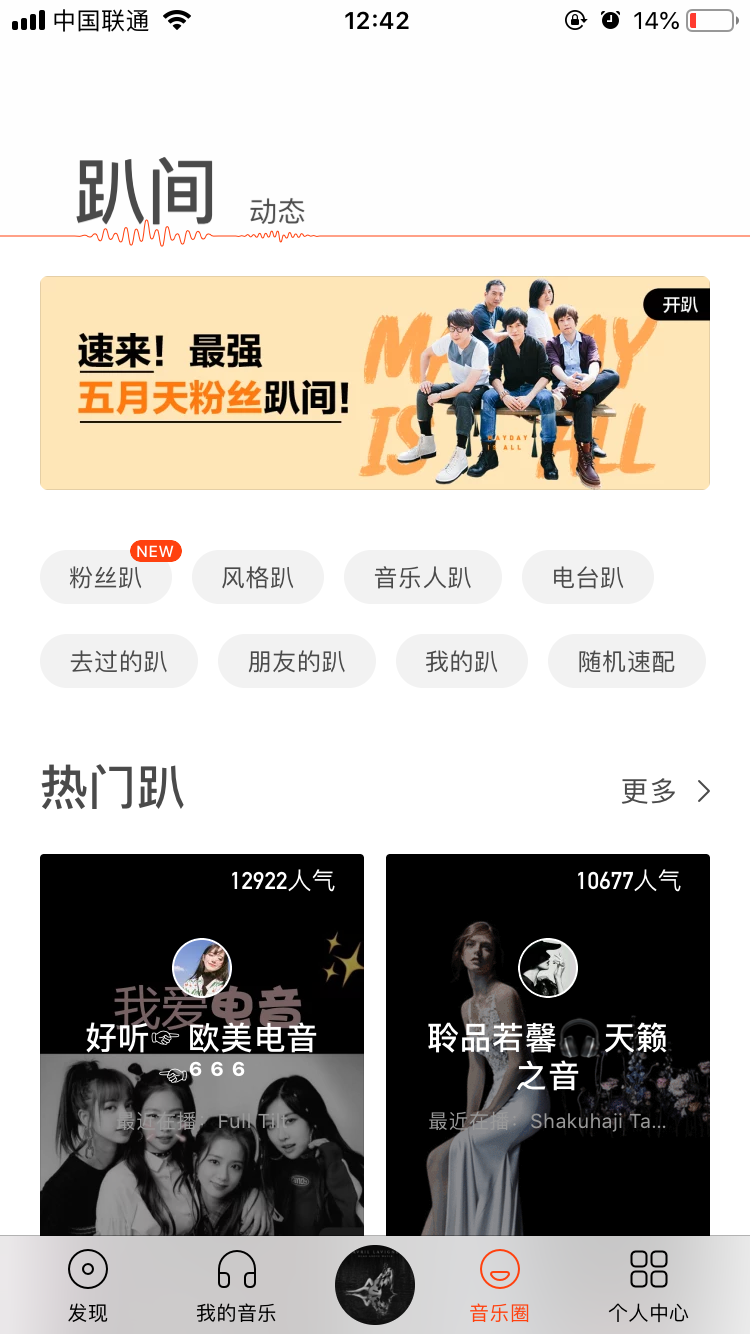 中国联通
12:42
14%
趴间
动态
开趴
速来！最强
五月天粉丝趴间！
MAYDAY
IS ALL
MAYDAY
IS ALL
NEW
粉丝趴
风格趴
音乐人趴
电台趴
去过的趴
朋友的趴
我的趴
随机速配
热门趴
更多
12922人气
我爱电音
好听👉欧美电音
👈666
最近在播：Full Till
10677人气
聆品若馨🎧天籁
之音
最近在播：Shakuhaji Ta...
发现
我的音乐
音乐圈
个人中心